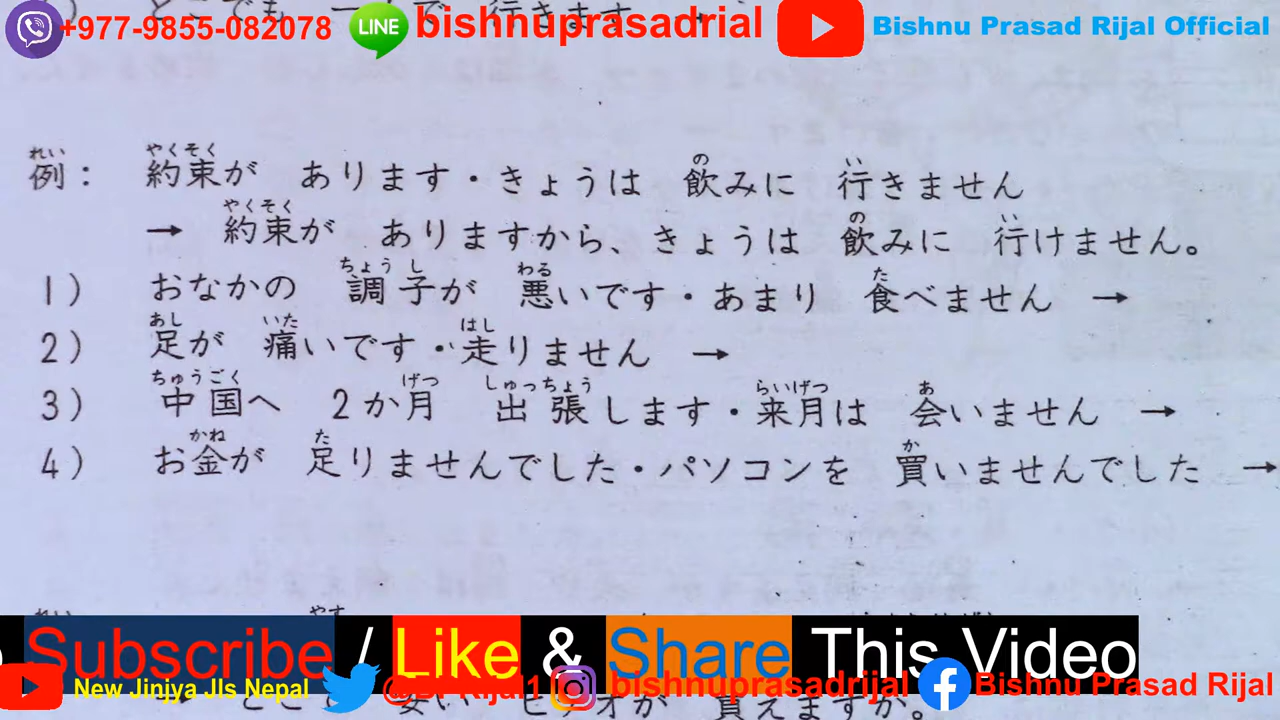 +977-9855-082078 LINE bishnuprasadrial Bishnu Prasad Rijal Official
例： 約束が あります・きょうは 飲みに 行きません
→ 約束が ありますから、きょうは 飲みに 行けません。
1） おなかの 調子が 悪いです・あまり 食べません →
2） 足が 痛いです・走りません →
3） 中国へ 2か月 出張します・来月は 会いません →
4） お金が 足りませんでした・パソコンを 買いませんでした →
Subscribe / Like & Share This Video
New Jinjya Jls Nepal bishnuprasadrijal Bishnu Prasad Rijal
買えますか。